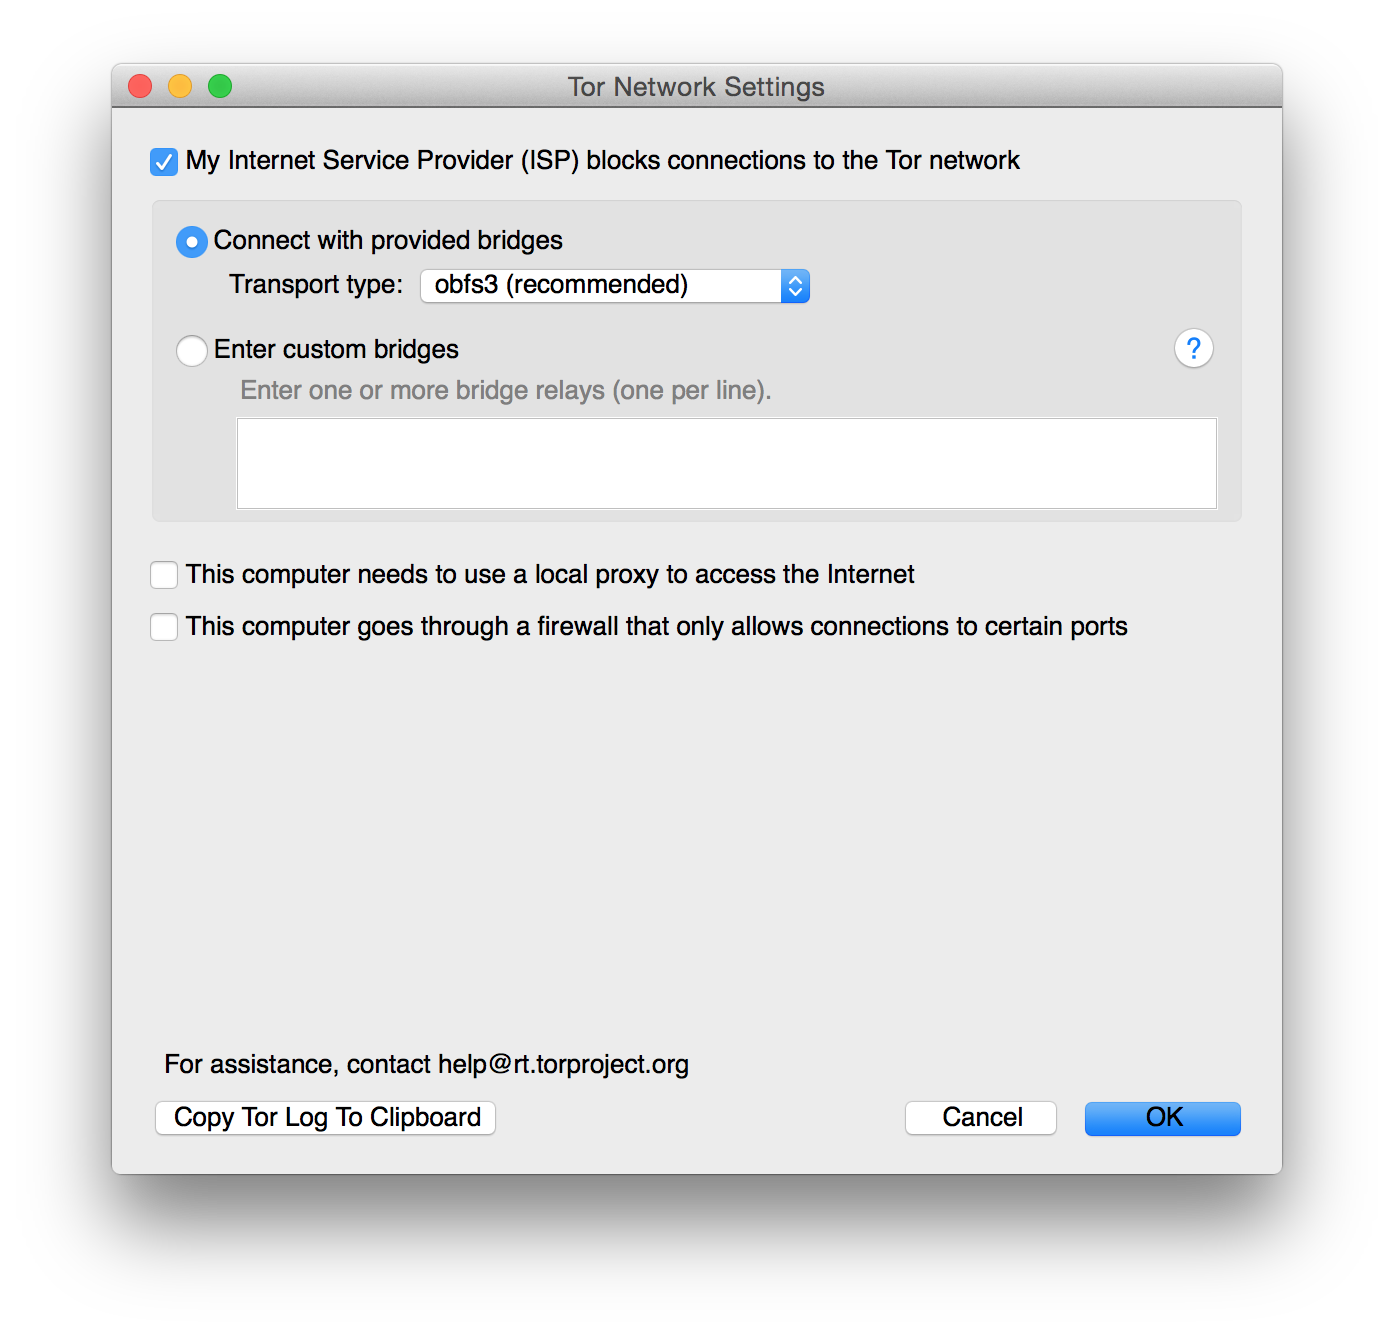 Tor Network Settings
My Internet Service Provider (ISP) blocks connections to the Tor network
Connect with provided bridges
Transport type: obfs3 (recommended)
Enter custom bridges
?
Enter one or more bridge relays (one per line).
This computer needs to use a local proxy to access the Internet
This computer goes through a firewall that only allows connections to certain ports
For assistance, contact help@rt.torproject.org
Copy Tor Log To Clipboard Cancel OK